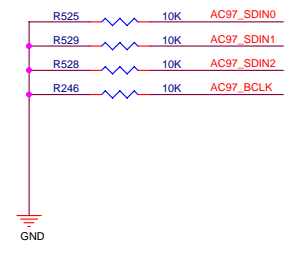 R525 10K AC97_SDIN0
R529 10K AC97_SDIN1
R528 10K AC97_SDIN2
R246 10K AC97_BCLK
GND